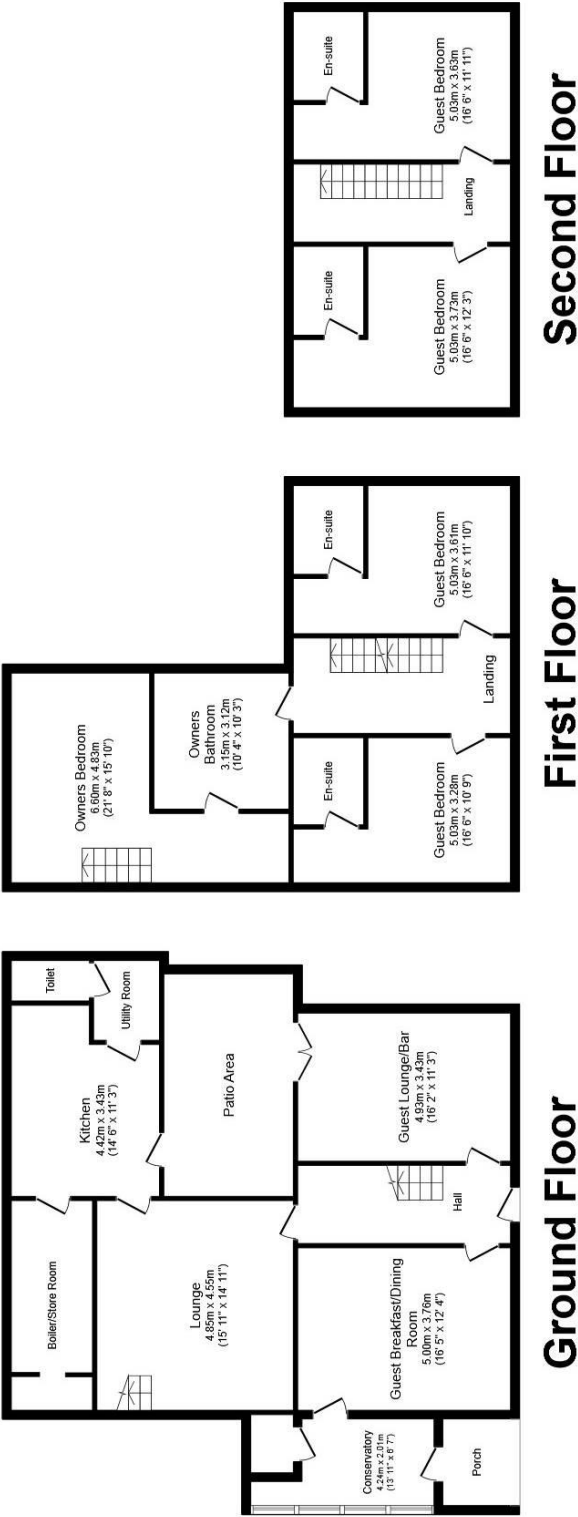 Ground Floor
Boiler/Store Room
Kitchen
4.42m x 3.43m
(14' 6" x 11' 3")
Toilet
Utility Room
Lounge
4.85m x 4.55m
(15' 11" x 14' 11")
Patio Area
Conservatory
4.24m x 2.01m
(13' 11" x 6' 7")
Porch
Guest Breakfast/Dining
Room
5.00m x 3.76m
(16' 5" x 12' 4")
Hall
Guest Lounge/Bar
4.93m x 3.43m
(16' 2" x 11' 3")
First Floor
Owners Bedroom
6.60m x 4.83m
(21' 8" x 15' 10")
Owners
Bathroom
3.15m x 3.12m
(10' 4" x 10' 3")
En-suite
Guest Bedroom
5.03m x 3.28m
(16' 6" x 10' 9")
Landing
En-suite
Guest Bedroom
5.03m x 3.61m
(16' 6" x 11' 10")
Second Floor
En-suite
Guest Bedroom
5.03m x 3.73m
(16' 6" x 12' 3")
Landing
En-suite
Guest Bedroom
5.03m x 3.63m
(16' 6" x 11' 11")